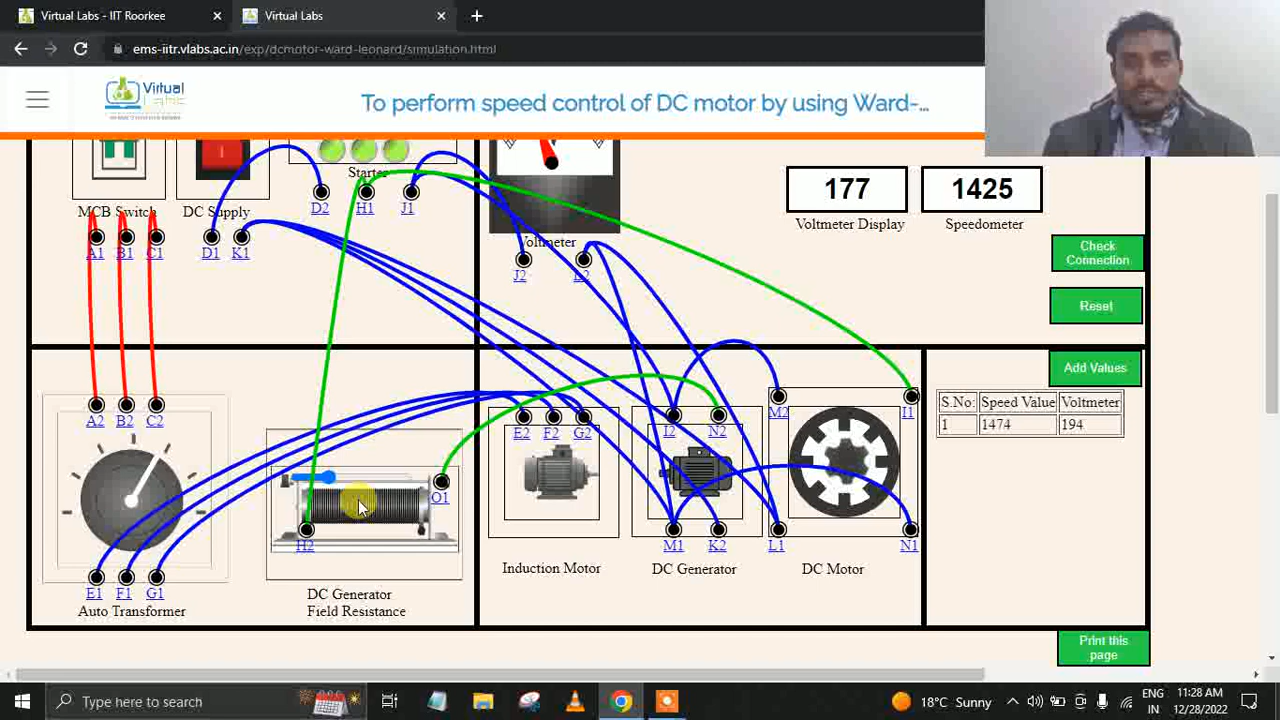 Virtual Labs - IIT Roorkee
Virtual Labs
ems-iitr.vlabs.ac.in/exp/dcmotor-ward-leonard/simulation.html
Virtual
Labs
To perform speed control of DC motor by using Ward-...
MCB Switch
DC Supply
Starter
Voltmeter
177
1425
Voltmeter Display
Speedometer
A1 B1 C1
D1 K1
D2 H1 J1
J2
Check Connection
Reset
Add Values
S.No: Speed Value Voltmeter
1 1474 194
A2 B2 C2
E1 F1 G1
Auto Transformer
O1
H2
DC Generator
Field Resistance
E2 F2 G2
Induction Motor
I2 N2
M1 K2
DC Generator
M2 I1
L1 N1
DC Motor
Print this page
Type here to search
18°C Sunny
ENG
IN
11:28 AM
12/28/2022